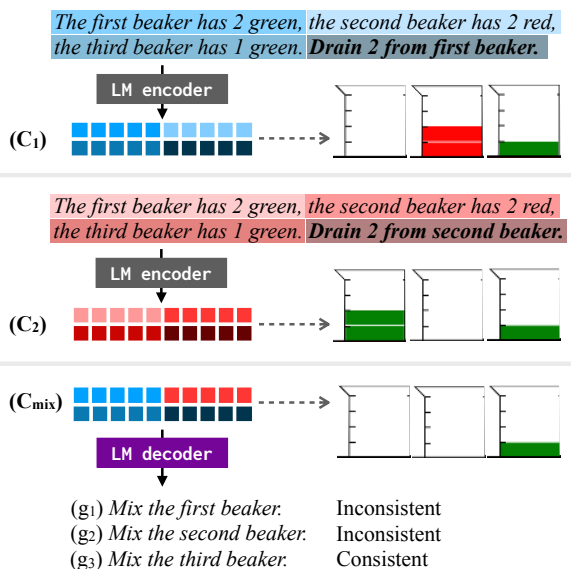 The first beaker has 2 green, the second beaker has 2 red,
the third beaker has 1 green. Drain 2 from first beaker.
LM encoder
(C1)
The first beaker has 2 green, the second beaker has 2 red,
the third beaker has 1 green. Drain 2 from second beaker.
LM encoder
(C2)
(Cmix)
LM decoder
(g1) Mix the first beaker. Inconsistent
(g2) Mix the second beaker. Inconsistent
(g3) Mix the third beaker. Consistent